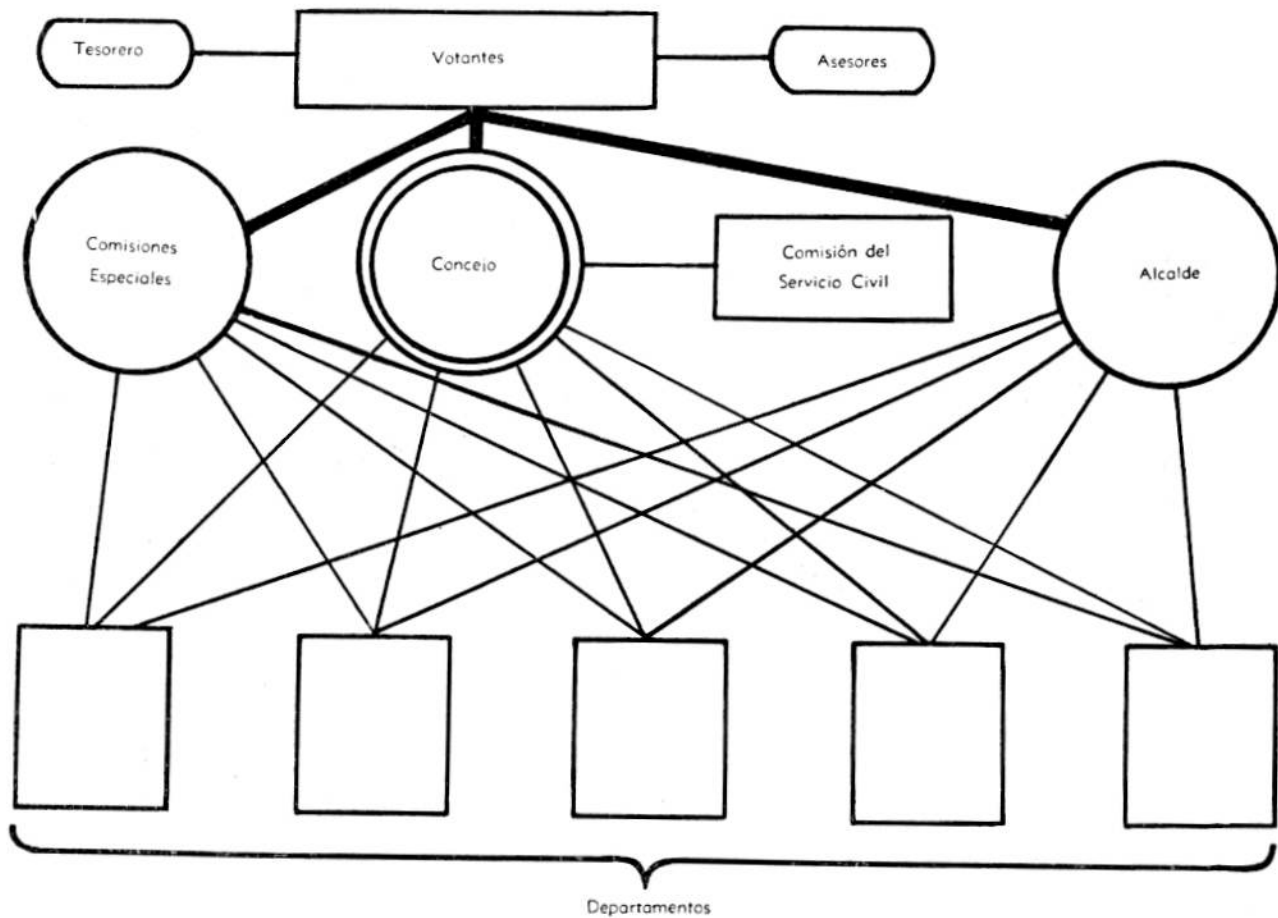 Tesorero
Votantes
Asesores
Comisiones
Especiales
Concejo
Comisión del
Servicio Civil
Alcalde
Departamentos